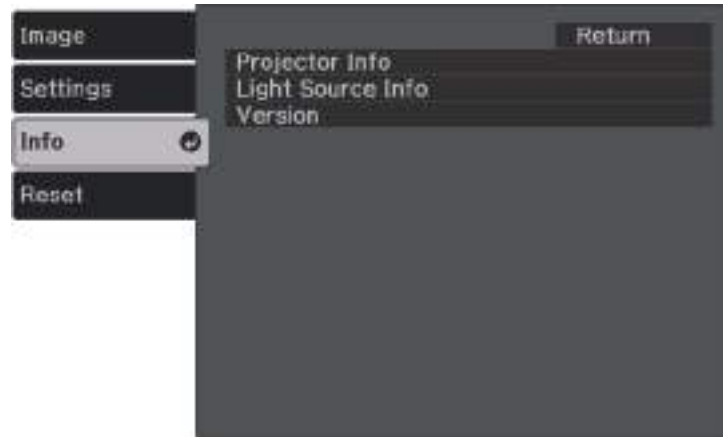 Image
Settings
Info
Reset
Return
Projector Info
Light Source Info
Version